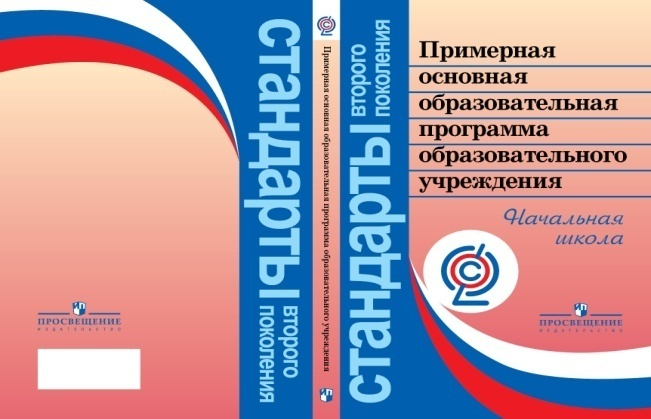 стандарты
второго
поколения
ПРОСВЕЩЕНИЕ
издательство
Примерная основная образовательная программа образовательного учреждения
стандарты
второго
поколения
Примерная
основная
образовательная
программа
образовательного
учреждения
Начальная
школа
С
ПРОСВЕЩЕНИЕ
ИЗДАТЕЛЬСТВО